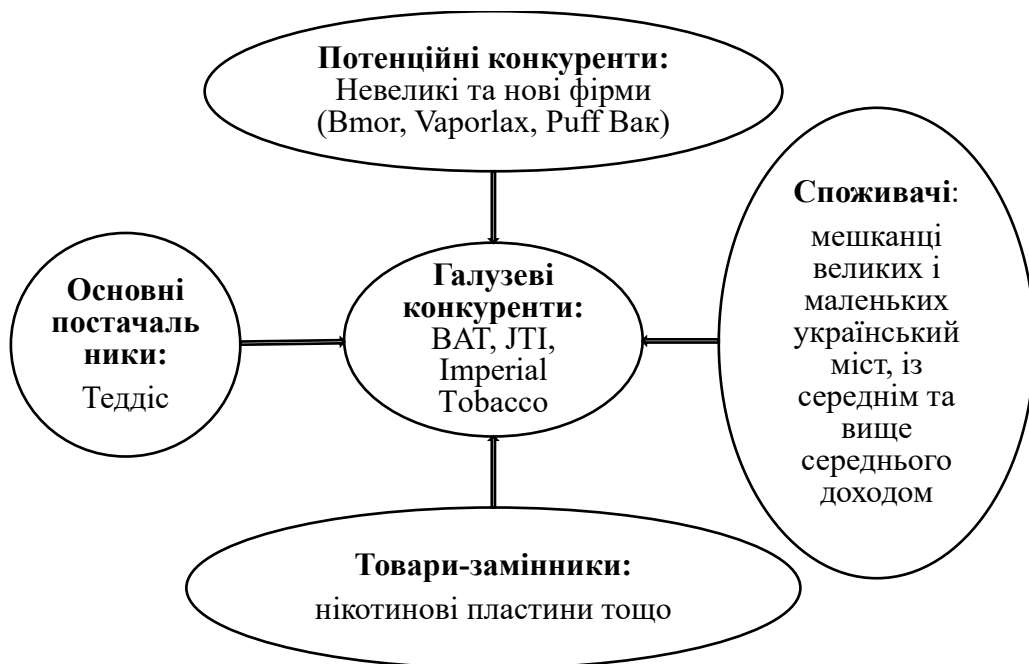 Потенційні конкуренти:
Невеликі та нові фірми
(Bmor, Vaporlax, Puff Вак)
Основні
постачаль
ники:
Теддіс
Галузеві
конкуренти:
BAT, JTI,
Imperial
Tobacco
Споживачі:
мешканці
великих і
маленьких
український
міст, із
середнім та
вище
середнього
доходом
Товари-замінники:
нікотинові пластини тощо